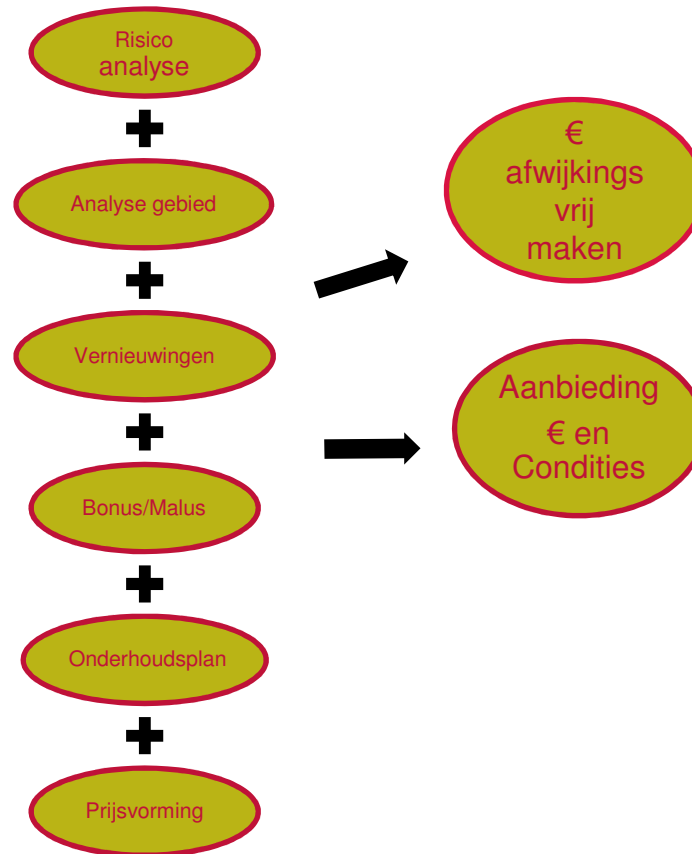 Risico
analyse
Analyse gebied
Vernieuwingen
Bonus/Malus
Onderhoudsplan
Prijsvorming
€
afwijkings
vrij
maken
Aanbieding
€ en
Condities